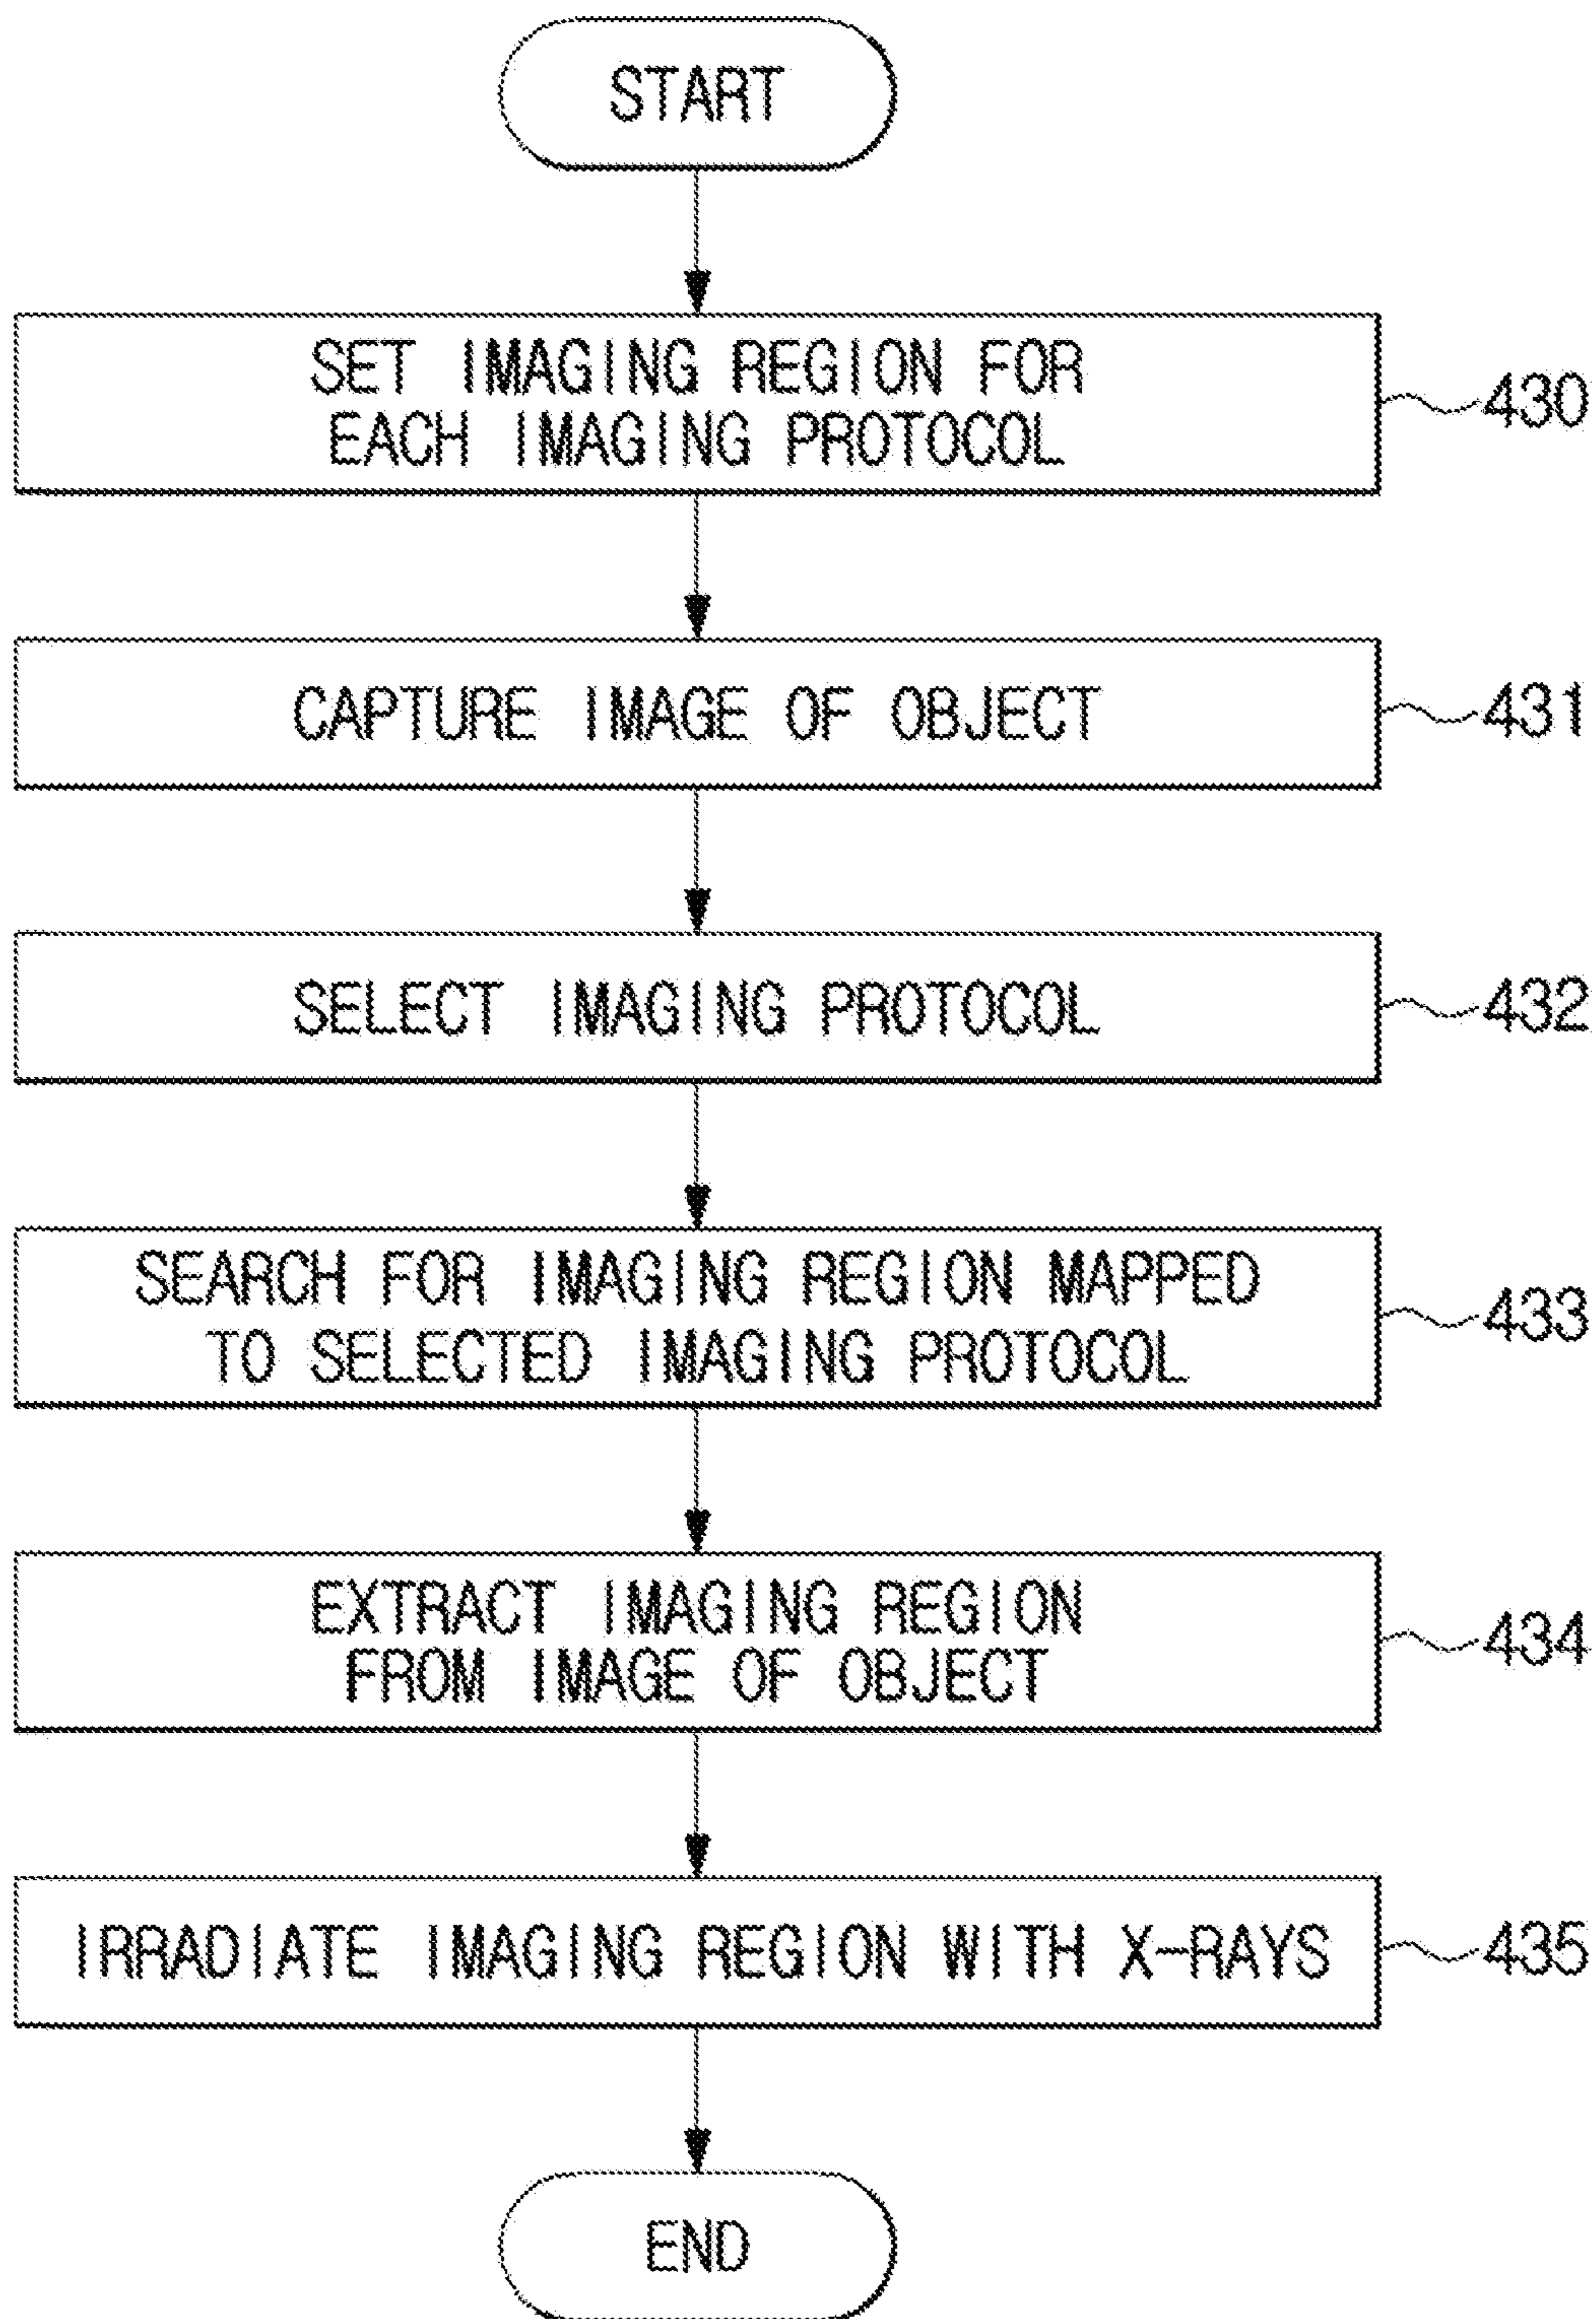 START
SET IMAGING REGION FOR
EACH IMAGING PROTOCOL
430
CAPTURE IMAGE OF OBJECT
431
SELECT IMAGING PROTOCOL
432
SEARCH FOR IMAGING REGION MAPPED
TO SELECTED IMAGING PROTOCOL
433
EXTRACT IMAGING REGION
FROM IMAGE OF OBJECT
434
IRRADIATE IMAGING REGION WITH X-RAYS
435
END